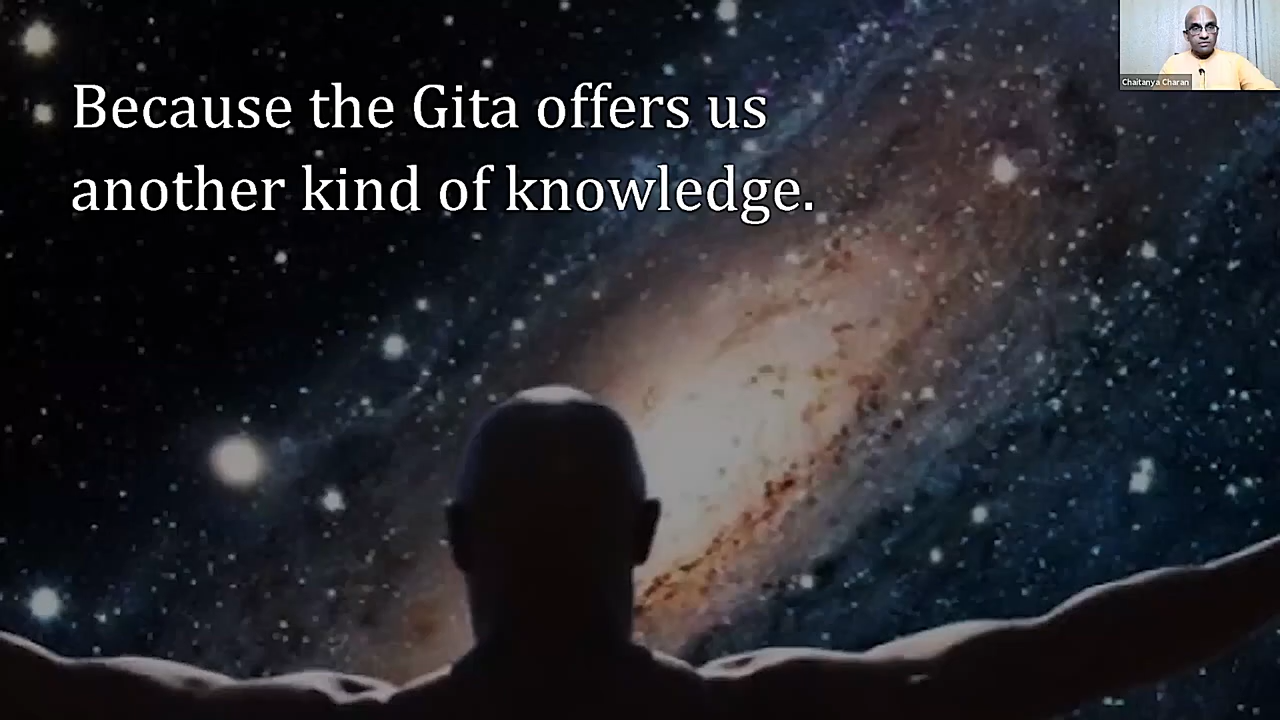 Because the Gita offers us
another kind of knowledge.
Chaitanya Charan